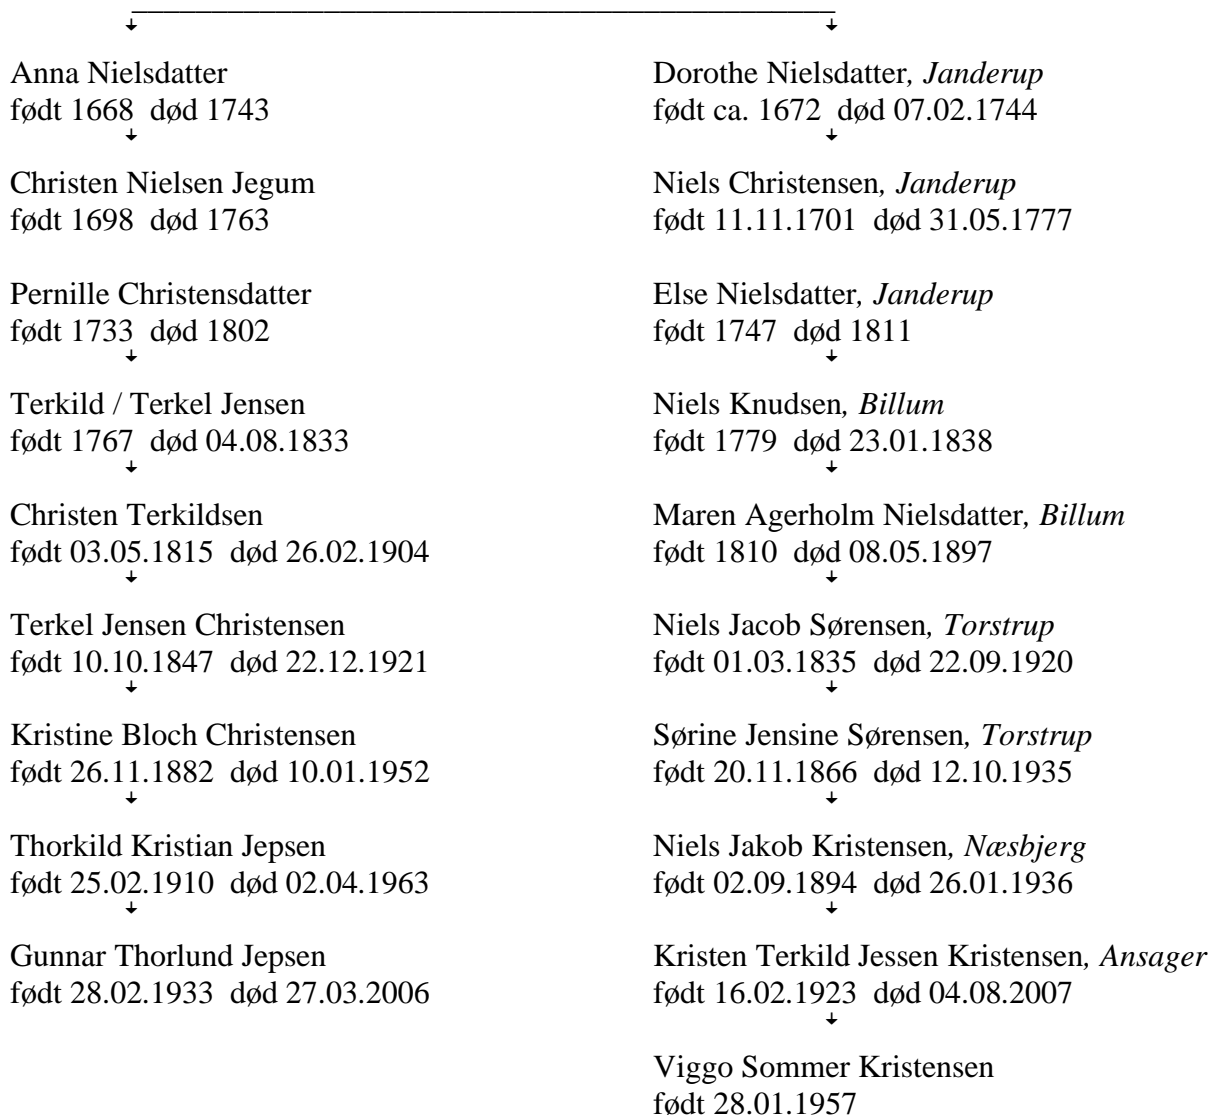 Anna Nielsdatter
født 1668 død 1743
Christen Nielsen Jegum
født 1698 død 1763
Pernille Christensdatter
født 1733 død 1802
Terkild / Terkel Jensen
født 1767 død 04.08.1833
Christen Terkildsen
født 03.05.1815 død 26.02.1904
Terkel Jensen Christensen
født 10.10.1847 død 22.12.1921
Kristine Bloch Christensen
født 26.11.1882 død 10.01.1952
Thorkild Kristian Jepsen
født 25.02.1910 død 02.04.1963
Gunnar Thorlund Jepsen
født 28.02.1933 død 27.03.2006
Dorothe Nielsdatter, Janderup
født ca. 1672 død 07.02.1744
Niels Christensen, Janderup
født 11.11.1701 død 31.05.1777
Else Nielsdatter, Janderup
født 1747 død 1811
Niels Knudsen, Billum
født 1779 død 23.01.1838
Maren Agerholm Nielsdatter, Billum
født 1810 død 08.05.1897
Niels Jacob Sørensen, Torstrup
født 01.03.1835 død 22.09.1920
Sørine Jensine Sørensen, Torstrup
født 20.11.1866 død 12.10.1935
Niels Jakob Kristensen, Næsbjerg
født 02.09.1894 død 26.01.1936
Kristen Terkild Jessen Kristensen, Ansager
født 16.02.1923 død 04.08.2007
Viggo Sommer Kristensen
født 28.01.1957